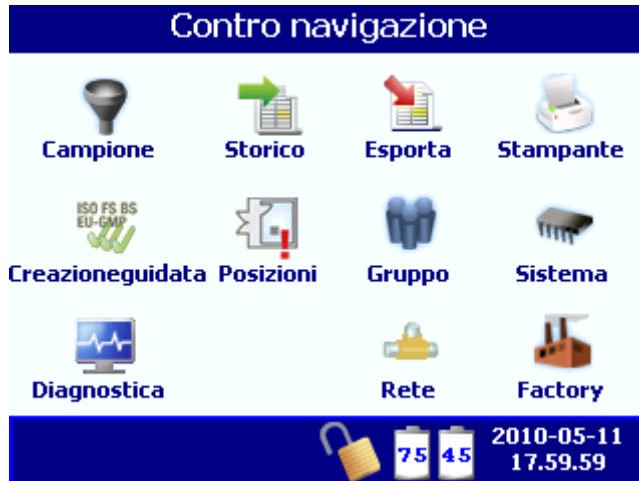 Contro navigazione
Campione Storico Esporta Stampante
ISO FS BS
EU-GMP
Creazioneguidata Posizioni Gruppo Sistema
Diagnostica Rete Factory
75 45 2010-05-11
17.59.59